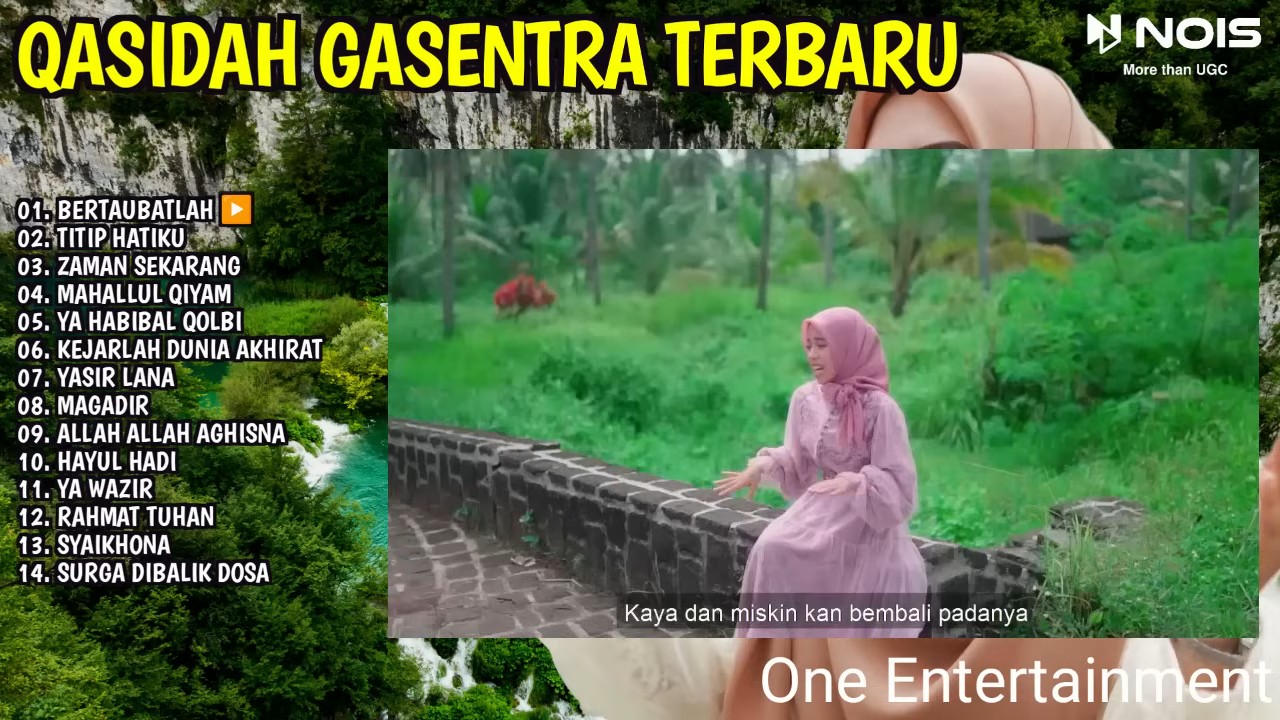 QASIDAH GASENTRA TERBARU
NOIS
More than UGC
01. BERTAUBATLAH
02. TITIP HATIKU
03. ZAMAN SEKARANG
04. MAHALLUL QIYAM
05. YA HABIBAL QOLBI
06. KEJARLAH DUNIA AKHIRAT
07. YASIR LANA
08. MAGADIR
09. ALLAH ALLAH AGHISNA
10. HAYUL HADI
11. YA WAZIR
12. RAHMAT TUHAN
13. SYAIKHONA
14. SURGA DIBALIK DOSA
Kaya dan miskin kan bembali padanya
One Entertainment